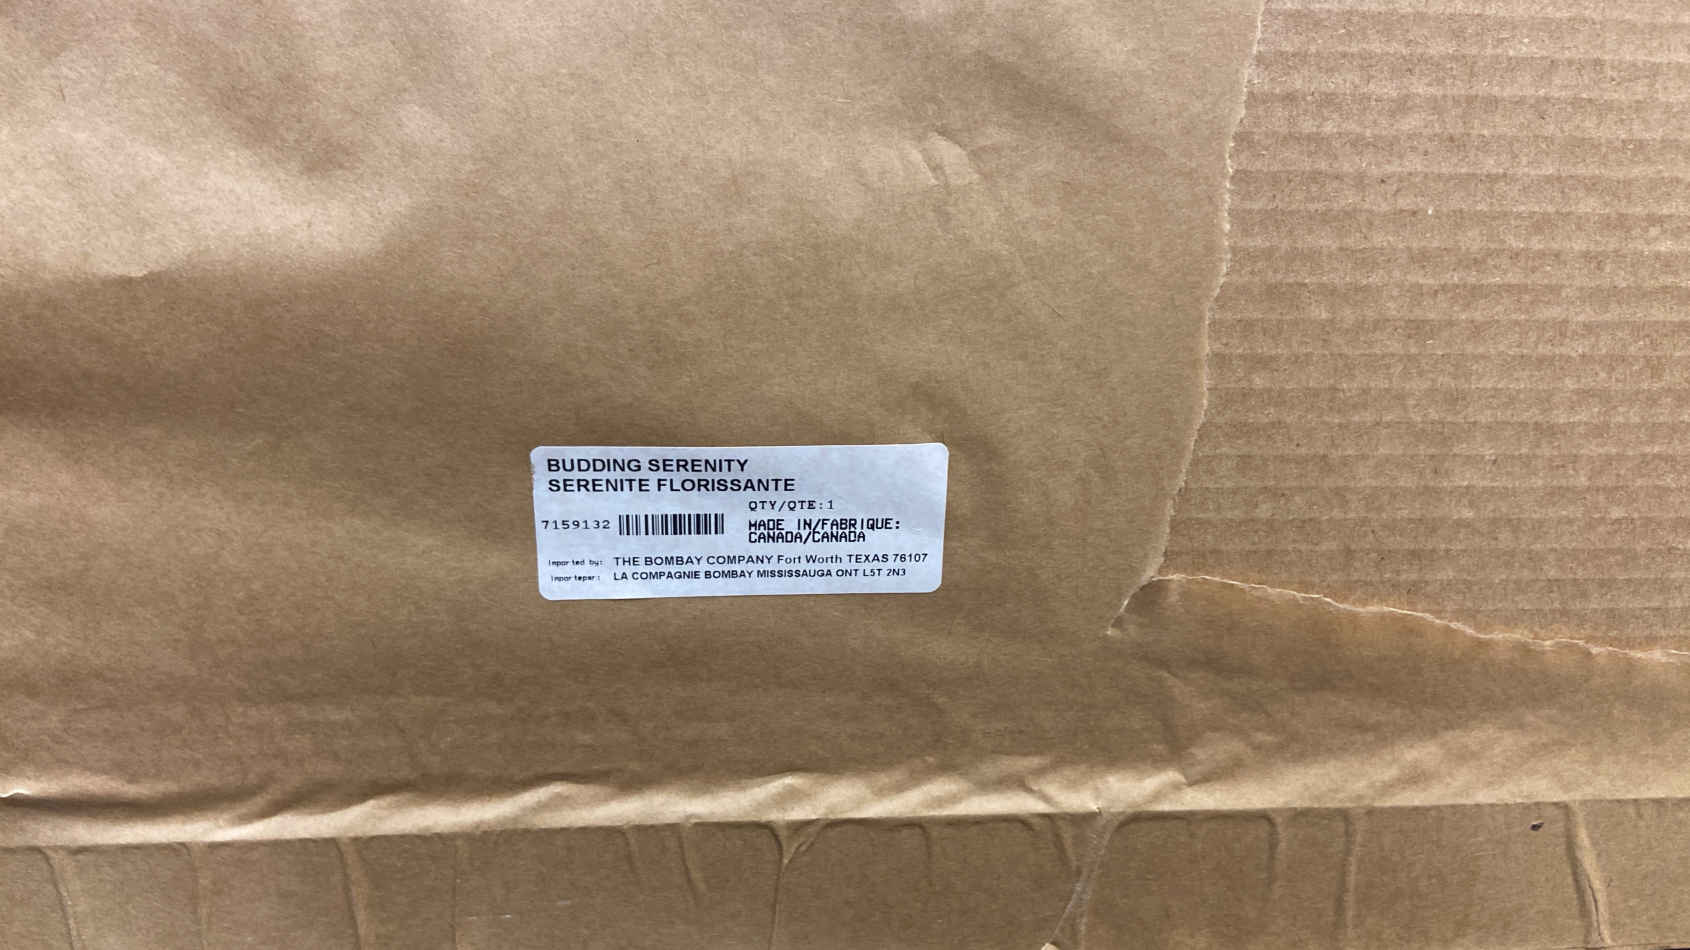 BUDDING SERENITY
SERENITE FLORISSANTE
QTY/QTE:1
7159132
MADE IN/FABRIQUE:
CANADA/CANADA
Imported by: THE BOMBAY COMPANY Fort Worth TEXAS 76107
Importepar: LA COMPAGNIE BOMBAY MISSISSAUGA ONT L5T 2N3